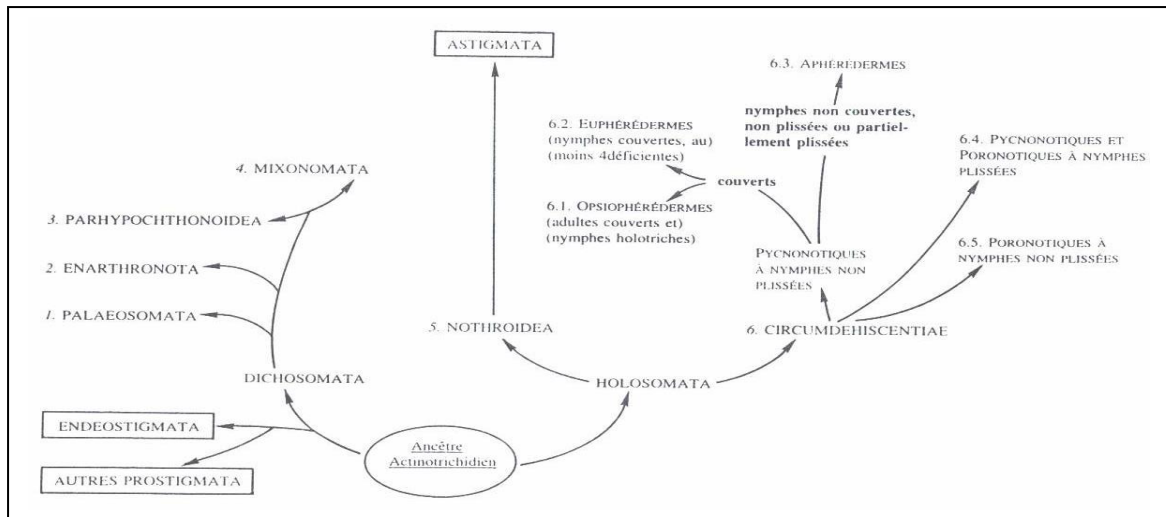 ASTIGMATA
6.3. APHÉRÉDERMES
nymphes non couvertes,
non plissées ou partiel-
lement plissées
6.2. EUPHÉRÉDERMES
(nymphes couvertes, au)
(moins 4déficientes)
couverts
6.1. OPSIOPHÉRÉDERMES
(adultes couverts et)
(nymphes holotriches)
6.4. PYCNONOTIQUES ET
PORONOTIQUES À NYMPHES
PLISSÉES
6.5. PORONOTIQUES À
NYMPHES NON PLISSÉES
PYCNONOTIQUES
À NYMPHES NON
PLISSÉES
4. MIXONOMATA
3. PARHYPOCHTHONOIDEA
2. ENARTHRONOTA
1. PALAEOSOMATA
5. NOTHROIDEA
6. CIRCUMDEHISCENTIAE
DICHOSOMATA
HOLOSOMATA
ENDEOSTIGMATA
Ancêtre
Actinotrichidien
AUTRES PROSTIGMATA